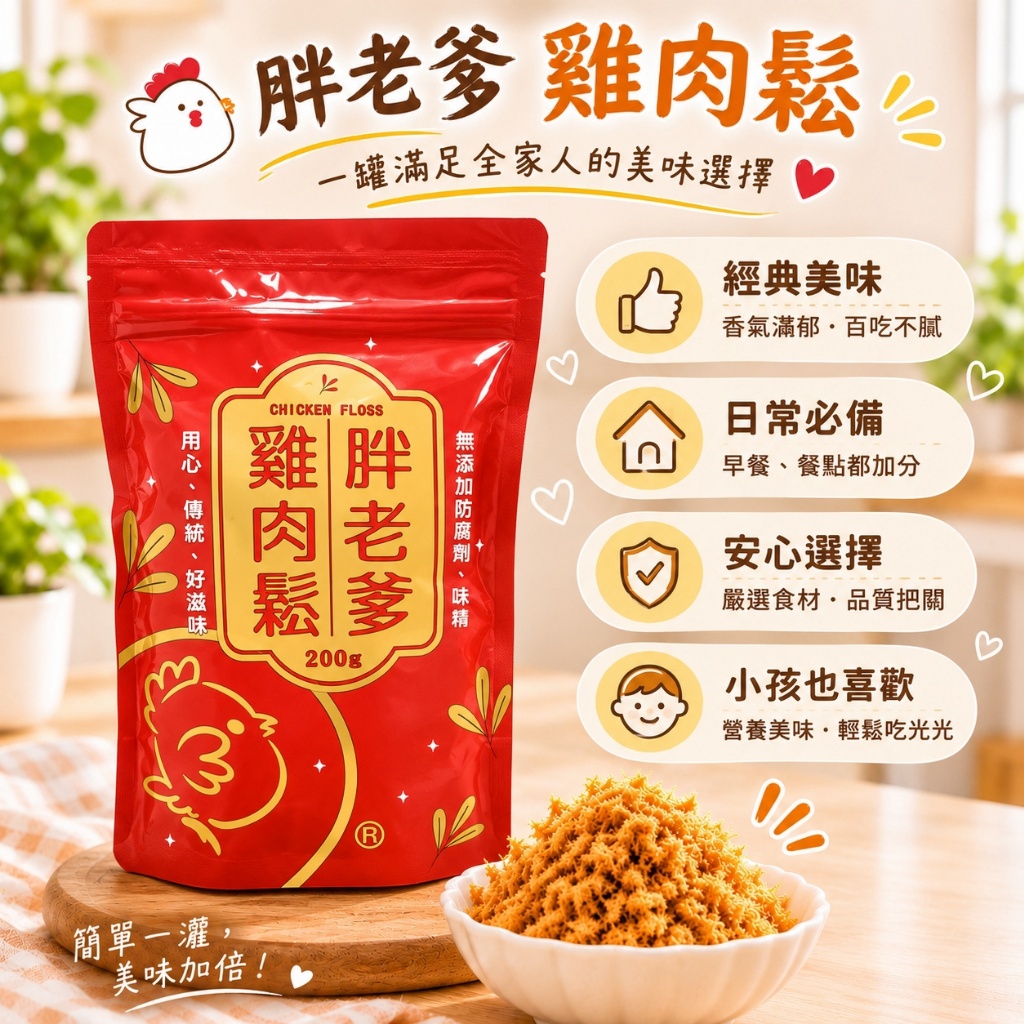 胖老爹 雞肉鬆
一罐滿足全家人的美味選擇
CHICKEN FLOSS
胖老爹
雞肉鬆
200g
無添加防腐劑、味精
用心、傳統、好滋味
®
經典美味
香氣滿郁·百吃不膩
日常必備
早餐、餐點都加分
安心選擇
嚴選食材·品質把關
小孩也喜歡
營養美味·輕鬆吃光光
簡單一灌，
美味加倍！